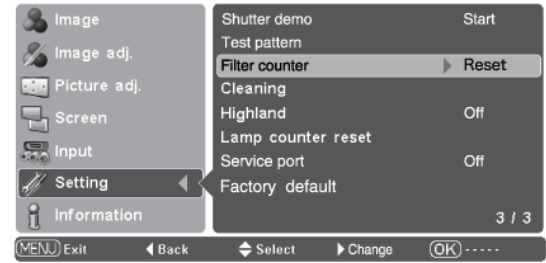 Image
Image adj.
Picture adj.
Screen
Input
Setting
Information
Shutter demo Start
Test pattern
Filter counter Reset
Cleaning
Highland Off
Lamp counter reset
Service port Off
Factory default
3 / 3
MENU Exit Back Select Change OK -----